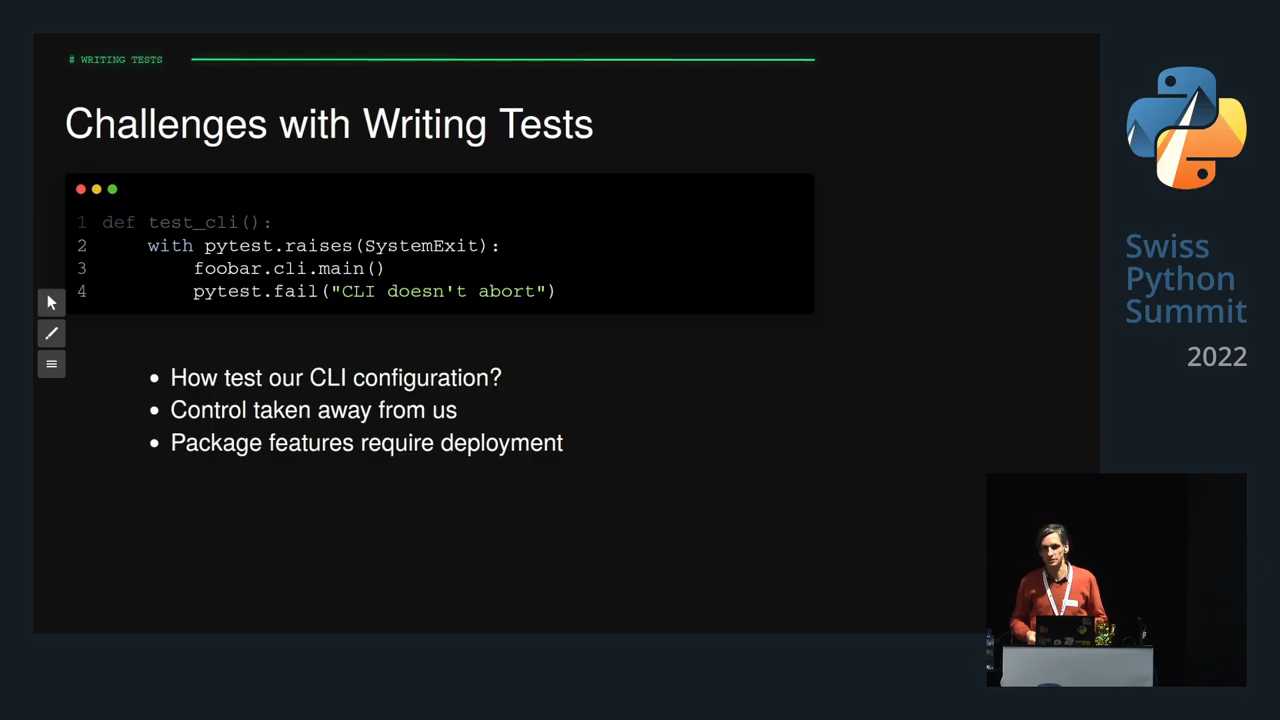 # WRITING TESTS
Challenges with Writing Tests
1 def test_cli():
2     with pytest.raises(SystemExit):
3         foobar.cli.main()
4         pytest.fail("CLI doesn't abort")
• How test our CLI configuration?
• Control taken away from us
• Package features require deployment
Swiss
Python
Summit
2022